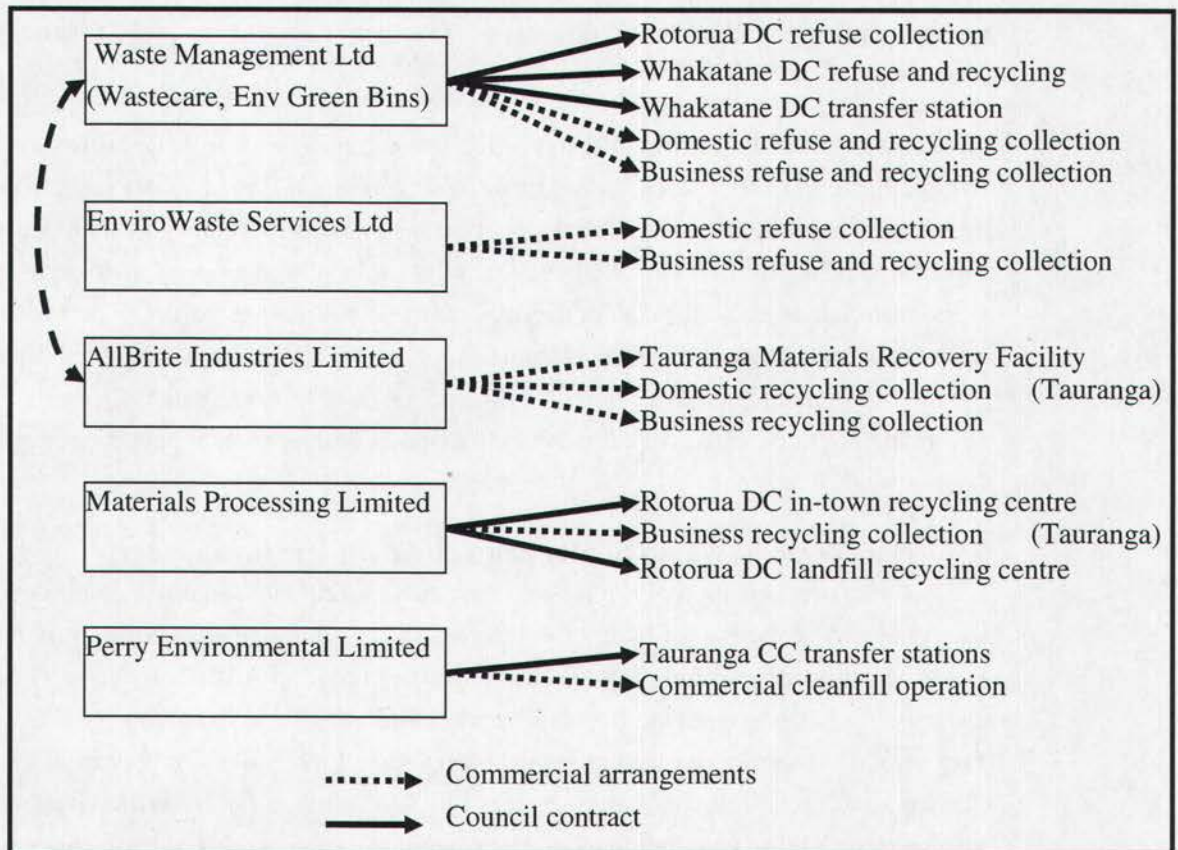 Waste Management Ltd
(Wastecare, Env Green Bins)
Rotorua DC refuse collection
Whakatane DC refuse and recycling
Whakatane DC transfer station
Domestic refuse and recycling collection
Business refuse and recycling collection
EnviroWaste Services Ltd
Domestic refuse collection
Business refuse and recycling collection
AllBrite Industries Limited
Tauranga Materials Recovery Facility
Domestic recycling collection (Tauranga)
Business recycling collection
Materials Processing Limited
Rotorua DC in-town recycling centre
Business recycling collection (Tauranga)
Rotorua DC landfill recycling centre
Perry Environmental Limited
Tauranga CC transfer stations
Commercial cleanfill operation
Commercial arrangements
Council contract